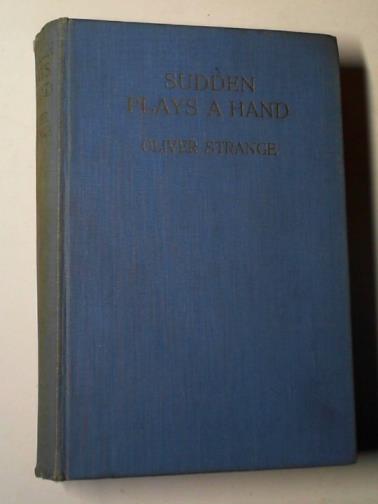 SUDDEN
PLAYS A HAND
OLIVER STRANGE